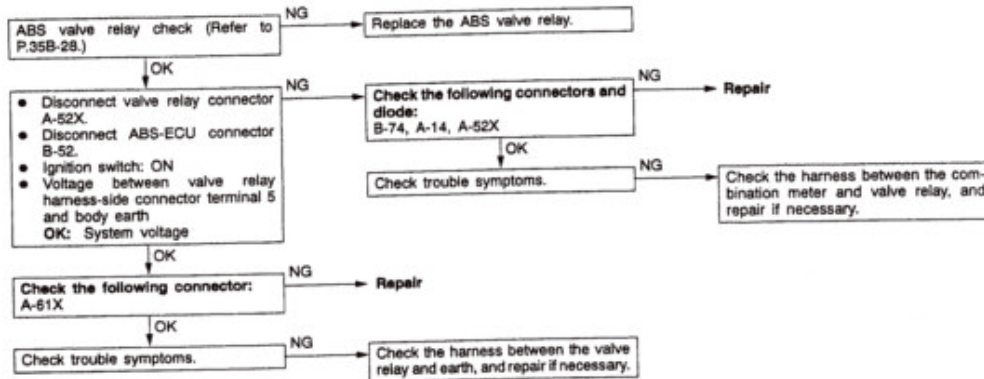 ABS valve relay check (Refer to
P.35B-28.)
NG
Replace the ABS valve relay.
OK
● Disconnect valve relay connector
A-52X.
● Disconnect ABS-ECU connector
B-52.
● Ignition switch: ON
● Voltage between valve relay
harness-side connector terminal 5
and body earth
OK: System voltage
NG
Check the following connectors and
diode:
B-74, A-14, A-52X
NG
Repair
OK
Check trouble symptoms.
NG
Check the harness between the com-
bination meter and valve relay, and
repair if necessary.
OK
Check the following connector:
A-61X
NG
Repair
OK
Check trouble symptoms.
NG
Check the harness between the valve
relay and earth, and repair if necessary.